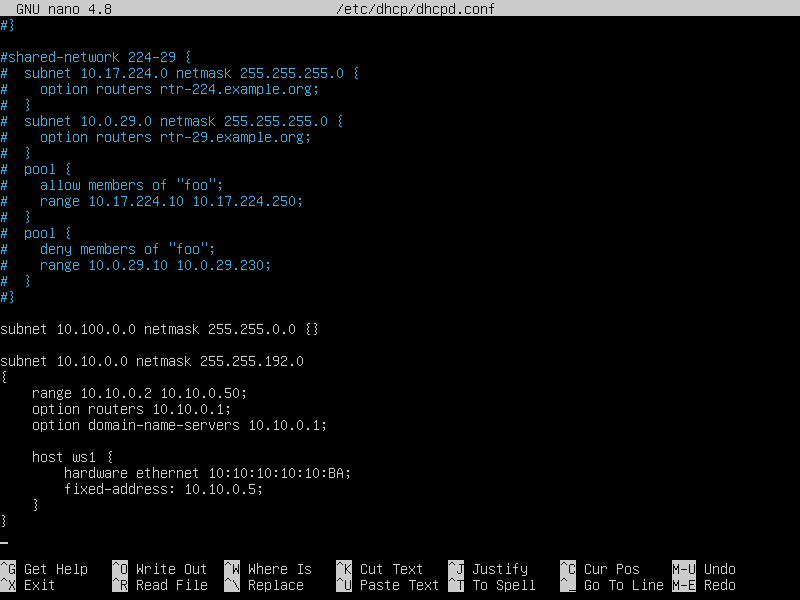 GNU nano 4.8 /etc/dhcp/dhcpd.conf
#}
#shared-network 224-29 {
#  subnet 10.17.224.0 netmask 255.255.255.0 {
#    option routers rtr-224.example.org;
#  }
#  subnet 10.0.29.0 netmask 255.255.255.0 {
#    option routers rtr-29.example.org;
#  }
#  pool {
#    allow members of "foo";
#    range 10.17.224.10 10.17.224.250;
#  }
#  pool {
#    deny members of "foo";
#    range 10.0.29.10 10.0.29.230;
#  }
#}
subnet 10.100.0.0 netmask 255.255.0.0 {}
subnet 10.10.0.0 netmask 255.255.192.0
{
    range 10.10.0.2 10.10.0.50;
    option routers 10.10.0.1;
    option domain-name-servers 10.10.0.1;
    host ws1 {
        hardware ethernet 10:10:10:10:10:BA;
        fixed-address: 10.10.0.5;
    }
}
^G Get Help ^O Write Out ^W Where Is ^K Cut Text ^J Justify ^C Cur Pos M-U Undo
^X Exit ^R Read File ^\ Replace ^U Paste Text ^T To Spell ^_ Go To Line M-E Redo